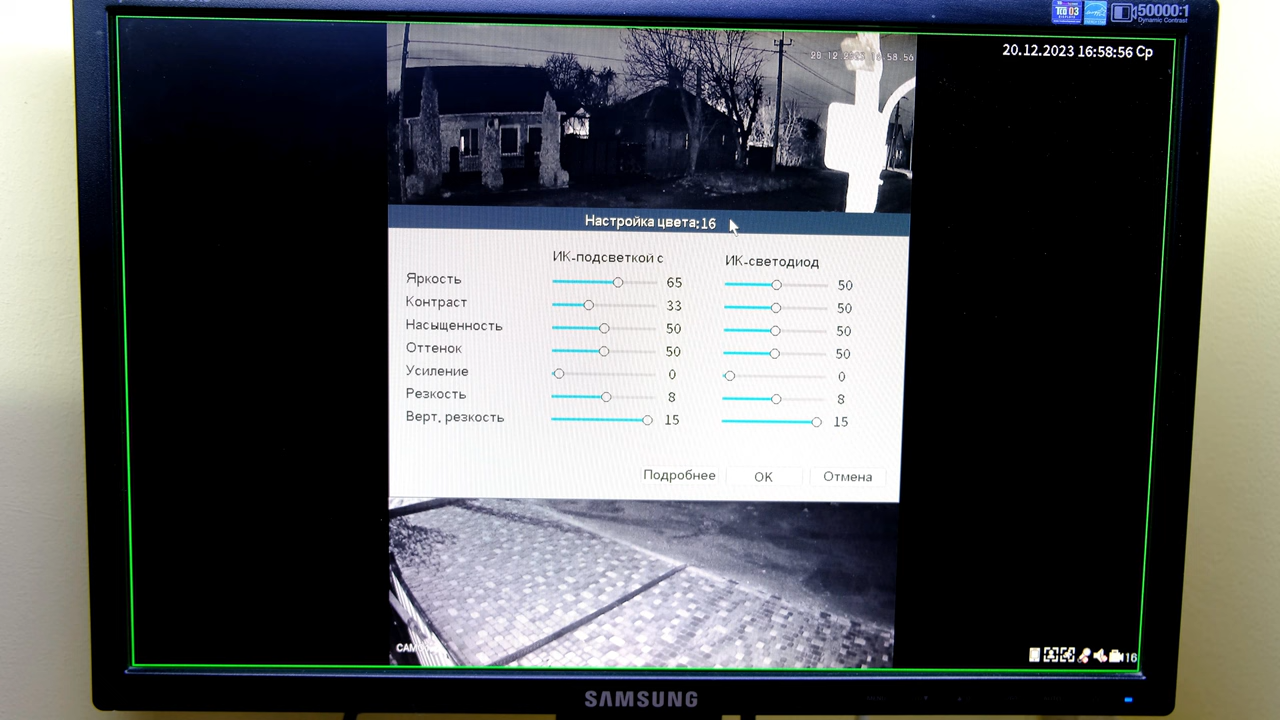 TCO 03
50000:1
Dynamic Contrast
20.12.2023 16:58:56 Ср
Настройка цвета:16
ИК-подсветкой с
ИК-светодиод
Яркость 65 50
Контраст 33 50
Насыщенность 50 50
Оттенок 50 50
Усиление 0 0
Резкость 8 8
Верт. резкость 15 15
Подробнее
OK
Отмена
16
SAMSUNG